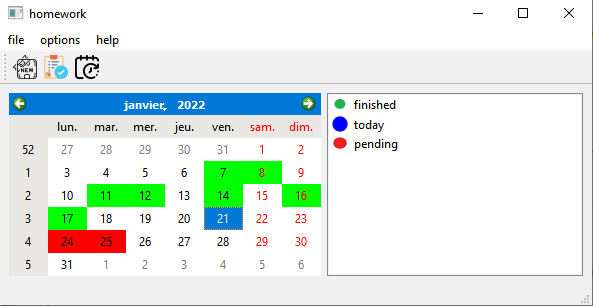 homework
file options help
NEW
janvier, 2022
lun. mar. mer. jeu. ven. sam. dim.
52 27 28 29 30 31 1 2
1 3 4 5 6 7 8 9
2 10 11 12 13 14 15 16
3 17 18 19 20 21 22 23
4 24 25 26 27 28 29 30
5 31 1 2 3 4 5 6
finished
today
pending